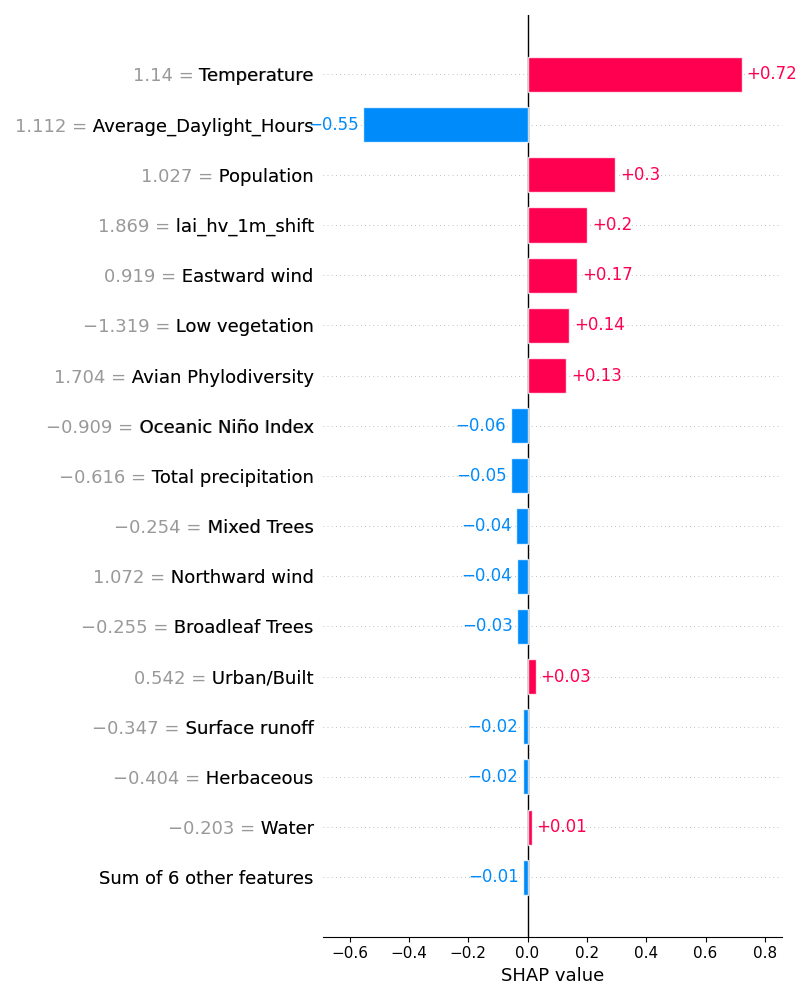 1.14 = Temperature +0.72
1.112 = Average_Daylight_Hours −0.55
1.027 = Population +0.3
1.869 = lai_hv_1m_shift +0.2
0.919 = Eastward wind +0.17
−1.319 = Low vegetation +0.14
1.704 = Avian Phylodiversity +0.13
−0.909 = Oceanic Niño Index −0.06
−0.616 = Total precipitation −0.05
−0.254 = Mixed Trees −0.04
1.072 = Northward wind −0.04
−0.255 = Broadleaf Trees −0.03
0.542 = Urban/Built +0.03
−0.347 = Surface runoff −0.02
−0.404 = Herbaceous −0.02
−0.203 = Water +0.01
Sum of 6 other features −0.01
−0.6 −0.4 −0.2 0.0 0.2 0.4 0.6 0.8
SHAP value